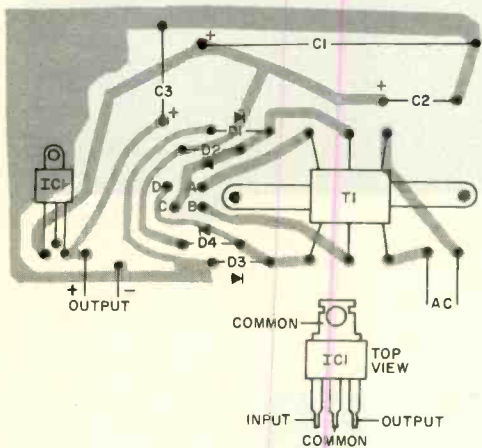 + C1
C3 + C2
+
D1
D2
IC1 D A T1
C B
D4
D3
+ OUTPUT -
AC
COMMON
IC1 TOP
VIEW
INPUT OUTPUT
COMMON